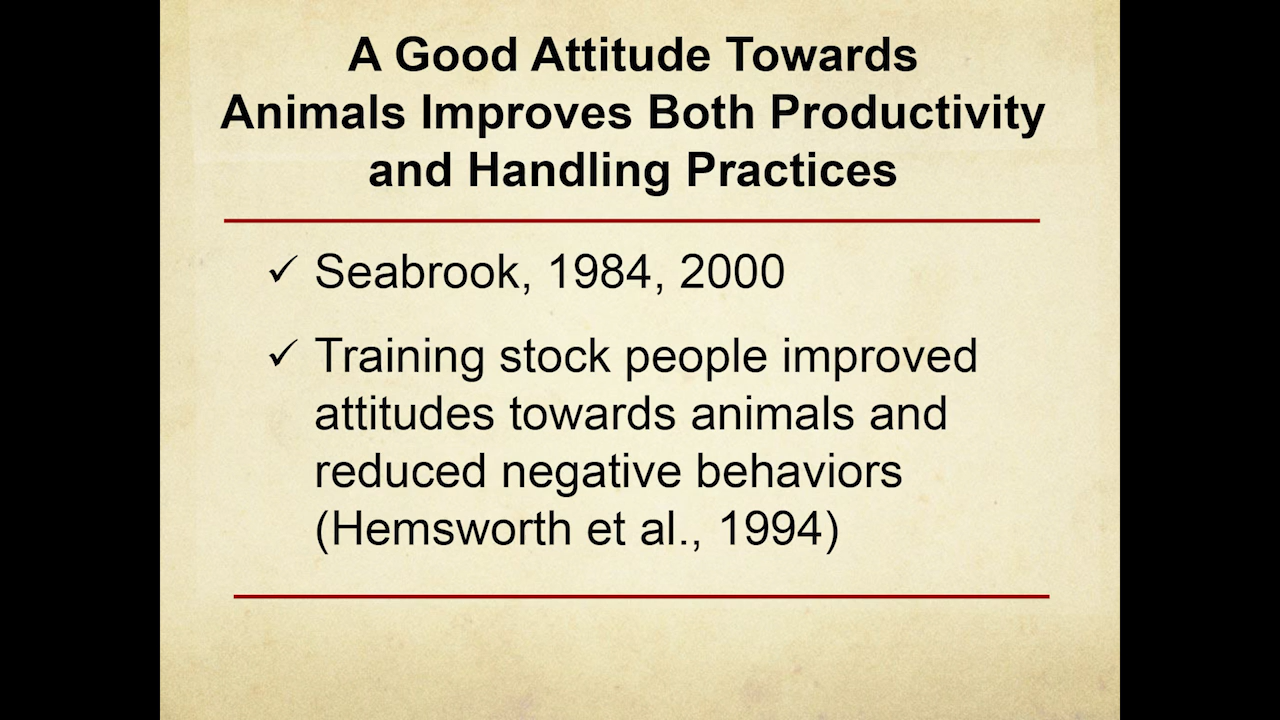 A Good Attitude Towards
Animals Improves Both Productivity
and Handling Practices
✓ Seabrook, 1984, 2000
✓ Training stock people improved
attitudes towards animals and
reduced negative behaviors
(Hemsworth et al., 1994)